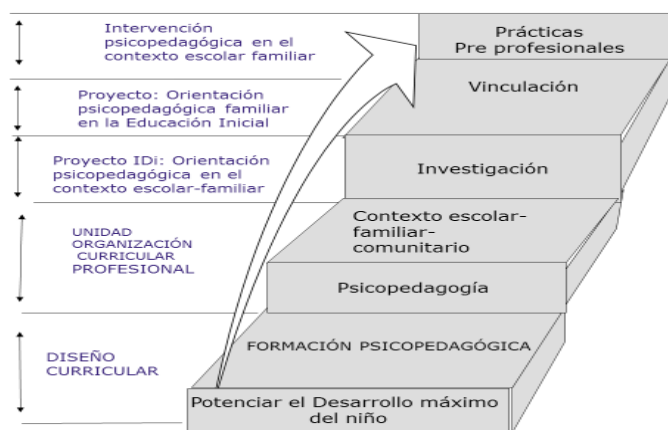 Intervención
psicopedagógica en el
contexto escolar familiar
Proyecto: Orientación
psicopedagógica familiar
en la Educación Inicial
Proyecto IDi: Orientación
psicopedagógica en el
contexto escolar-familiar
UNIDAD
ORGANIZACIÓN
CURRICULAR
PROFESIONAL
DISEÑO
CURRICULAR
Prácticas
Pre profesionales
Vinculación
Investigación
Contexto escolar-
familiar-
comunitario
Psicopedagogía
FORMACIÓN PSICOPEDAGÓGICA
Potenciar el Desarrollo máximo
del niño